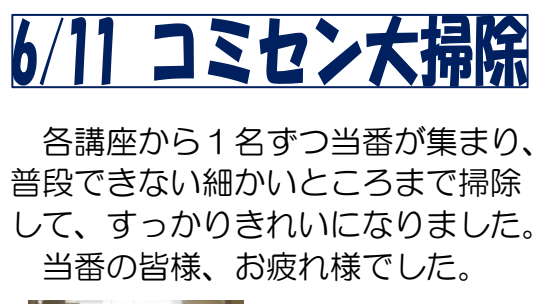 6/11 コミセン大掃除
各講座から１名ずつ当番が集まり、
普段できない細かいところまで掃除
して、すっかりきれいになりました。
当番の皆様、お疲れ様でした。